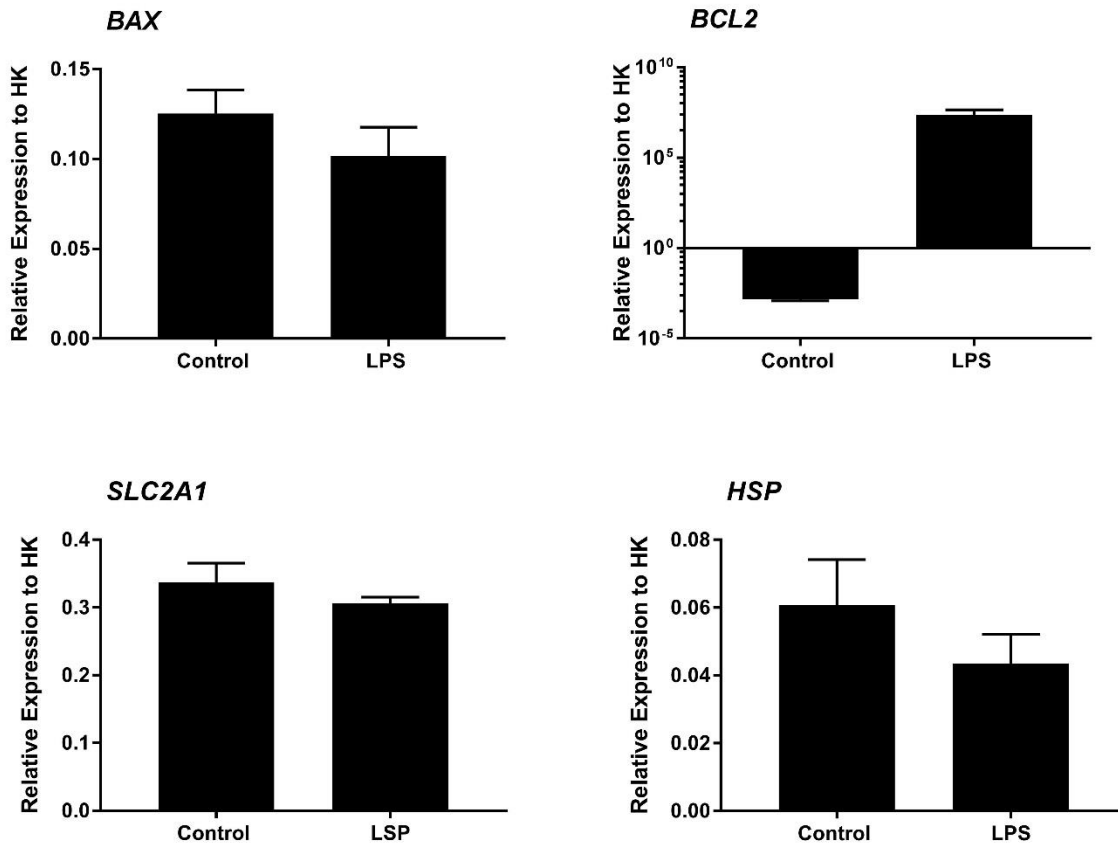 BAX
Relative Expression to HK
0.15
0.10
0.05
0.00
Control LPS
BCL2
Relative Expression to HK
10¹⁰
10⁵
10⁰
10⁻⁵
Control LPS
SLC2A1
Relative Expression to HK
0.4
0.3
0.2
0.1
0.0
Control LSP
HSP
Relative Expression to HK
0.08
0.06
0.04
0.02
0.00
Control LPS